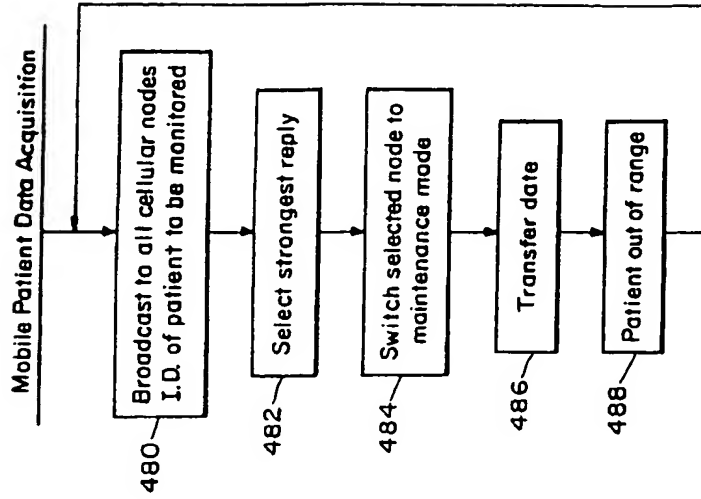 Mobile Patient Data Acquisition
Broadcast to all cellular nodes
I.D. of patient to be monitored
480
Select strongest reply
482
Switch selected node to
maintenance made
484
Transfer date
486
Patient out of range
488